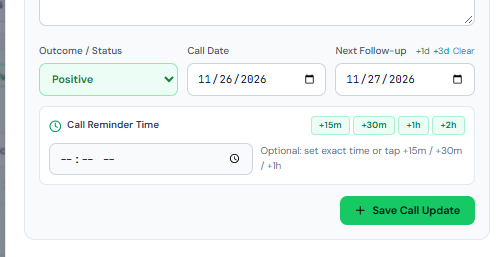 Outcome / Status
Call Date
Next Follow-up +1d +3d Clear
Positive
11/26/2026
11/27/2026
Call Reminder Time
+15m +30m +1h +2h
--:-- --
Optional: set exact time or tap +15m / +30m
/ +1h
+ Save Call Update